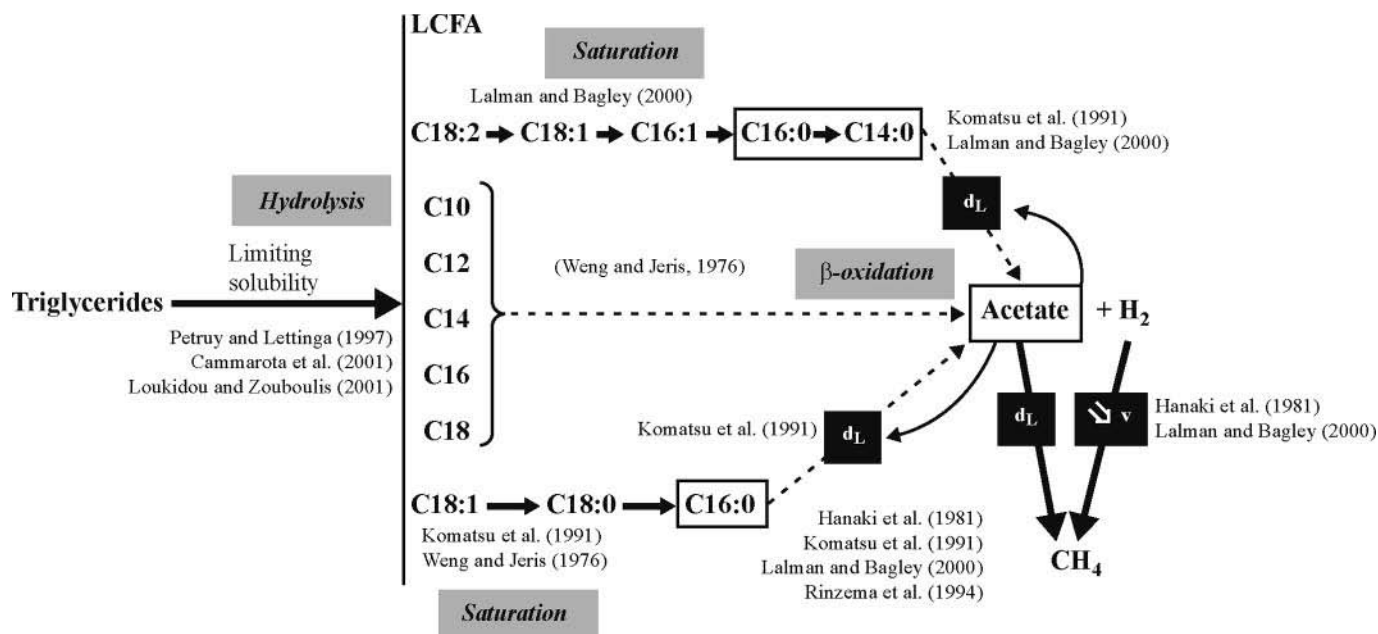 LCFA
Saturation
Lalman and Bagley (2000)
C18:2 C18:1 C16:1 C16:0 C14:0
Komatsu et al. (1991)
Lalman and Bagley (2000)
dL
Hydrolysis
Limiting
solubility
Triglycerides
Petruy and Lettinga (1997)
Cammarota et al. (2001)
Loukidou and Zouboulis (2001)
C10
C12
C14
C16
C18
(Weng and Jeris, 1976)
β-oxidation
Acetate + H2
Komatsu et al. (1991)
dL
dL
v
Hanaki et al. (1981)
Lalman and Bagley (2000)
C18:1 C18:0 C16:0
Komatsu et al. (1991)
Weng and Jeris (1976)
Hanaki et al. (1981)
Komatsu et al. (1991)
Lalman and Bagley (2000)
Rinzema et al. (1994)
CH4
Saturation